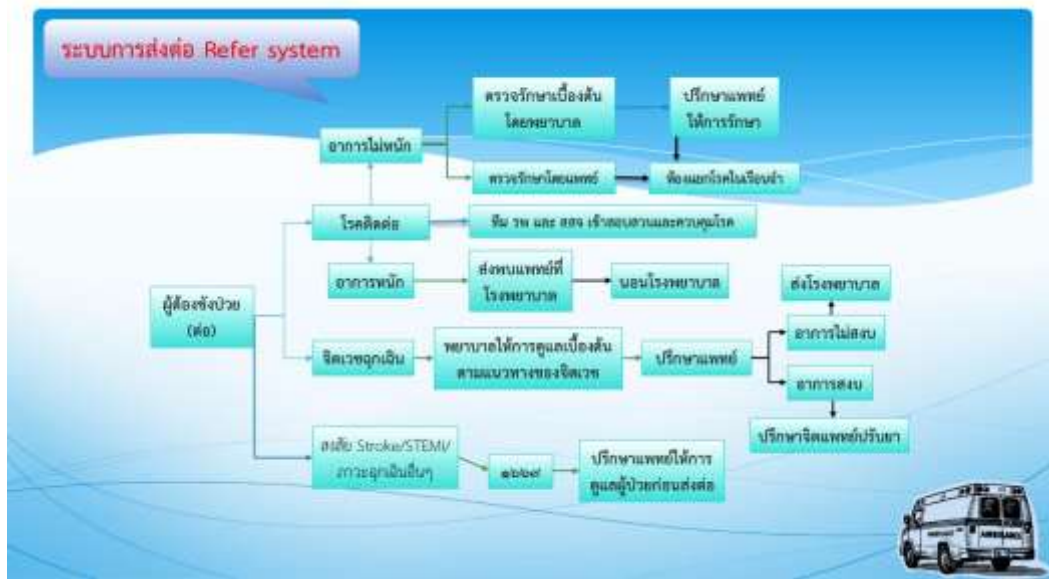 ระบบการส่งต่อ Refer system
ตรวจรักษาเบื้องต้น
โดยพยาบาล
ปรึกษาแพทย์
ให้การรักษา
อาการไม่หนัก
ตรวจรักษาโดยแพทย์
ห้องแยกโรคในเรือนจำ
โรคติดต่อ
ทีม รพ และ สสจ เข้าสอบสวนและควบคุมโรค
อาการหนัก
ส่งพบแพทย์ที่
โรงพยาบาล
นอนโรงพยาบาล
ส่งโรงพยาบาล
ผู้ต้องขังป่วย
(ต่อ)
อาการไม่สงบ
จิตเวชฉุกเฉิน
พยาบาลให้การดูแลเบื้องต้น
ตามแนวทางของจิตเวช
ปรึกษาแพทย์
อาการสงบ
ปรึกษาจิตแพทย์ปรับยา
สงสัย Stroke/STEMI/
ภาวะฉุกเฉินอื่นๆ
ปรึกษาแพทย์ให้การ
ดูแลผู้ป่วยก่อนส่งต่อ
AMBULANCE